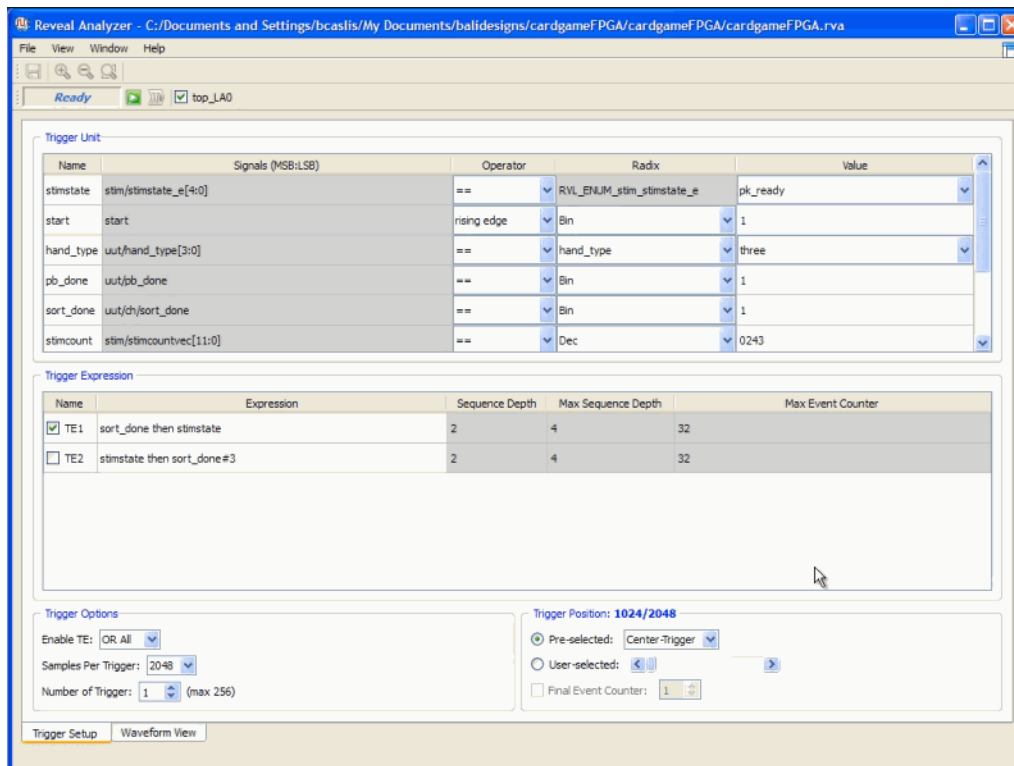 Reveal Analyzer - C:/Documents and Settings/bcaslis/My Documents/balidesigns/cardgameFPGA/cardgameFPGA/cardgameFPGA.rva
File View Window Help
Ready top_LA0
Trigger Unit
Name Signals (MSB:LSB) Operator Radix Value
stimstate stim/stimstate_e[4:0] == RVL_ENUM_stim_stimstate_e pk_ready
start start rising edge Bin 1
hand_type uut/hand_type[3:0] == hand_type three
pb_done uut/pb_done == Bin 1
sort_done uut/ch/sort_done == Bin 1
stimcount stim/stimcountvec[11:0] == Dec 0243
Trigger Expression
Name Expression Sequence Depth Max Sequence Depth Max Event Counter
TE1 sort_done then stimstate 2 4 32
TE2 stimstate then sort_done#3 2 4 32
Trigger Options
Enable TE: OR All
Samples Per Trigger: 2048
Number of Trigger: 1 (max 256)
Trigger Position: 1024/2048
Pre-selected: Center-Trigger
User-selected:
Final Event Counter: 1
Trigger Setup Waveform View